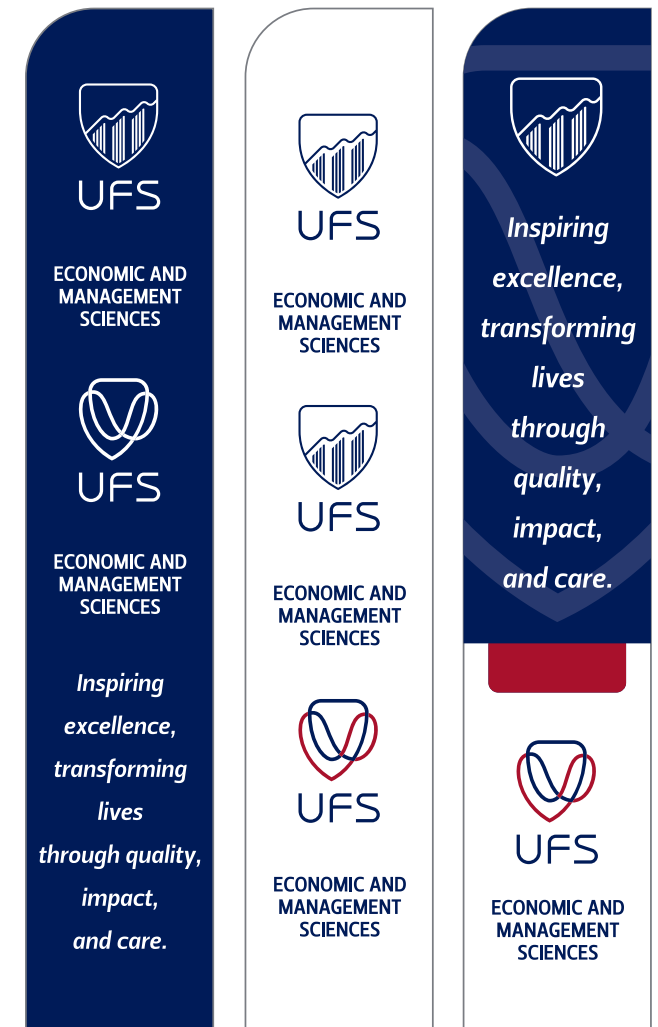 UFS
ECONOMIC AND
MANAGEMENT
SCIENCES
UFS
ECONOMIC AND
MANAGEMENT
SCIENCES
Inspiring
excellence,
transforming
lives
through quality,
impact,
and care.
UFS
ECONOMIC AND
MANAGEMENT
SCIENCES
UFS
ECONOMIC AND
MANAGEMENT
SCIENCES
UFS
ECONOMIC AND
MANAGEMENT
SCIENCES
Inspiring
excellence,
transforming
lives
through
quality,
impact,
and care.
UFS
ECONOMIC AND
MANAGEMENT
SCIENCES